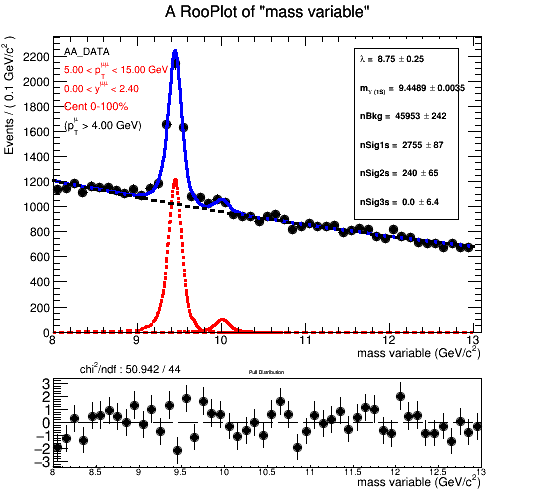 A RooPlot of "mass variable"
Events / ( 0.1 GeV/c² )
AA_DATA
5.00 < p_T^μμ < 15.00 GeV
0.00 < y^μμ < 2.40
Cent 0-100%
(p_T^μ > 4.00 GeV)
λ = 8.75 ± 0.25
m_Υ (1S) = 9.4489 ± 0.0035
nBkg = 45953 ± 242
nSig1s = 2755 ± 87
nSig2s = 240 ± 65
nSig3s = 0.0 ± 6.4
2200
2000
1800
1600
1400
1200
1000
800
600
400
200
0
8 9 10 11 12 13
mass variable (GeV/c²)
chi²/ndf : 50.942 / 44
Pull Distribution
3
2
1
0
−1
−2
−3
8 8.5 9 9.5 10 10.5 11 11.5 12 12.5 13
mass variable (GeV/c²)